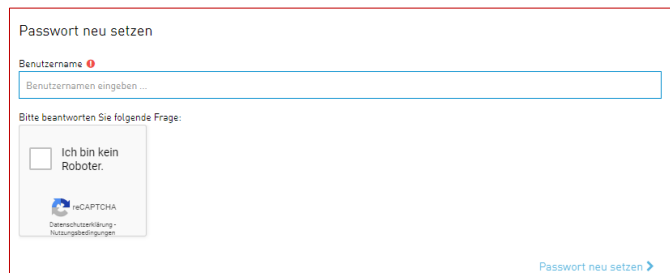 Passwort neu setzen
Benutzername
Benutzernamen eingeben ...
Bitte beantworten Sie folgende Frage:
Ich bin kein
Roboter.
reCAPTCHA
Datenschutzerklärung -
Nutzungsbedingungen
Passwort neu setzen